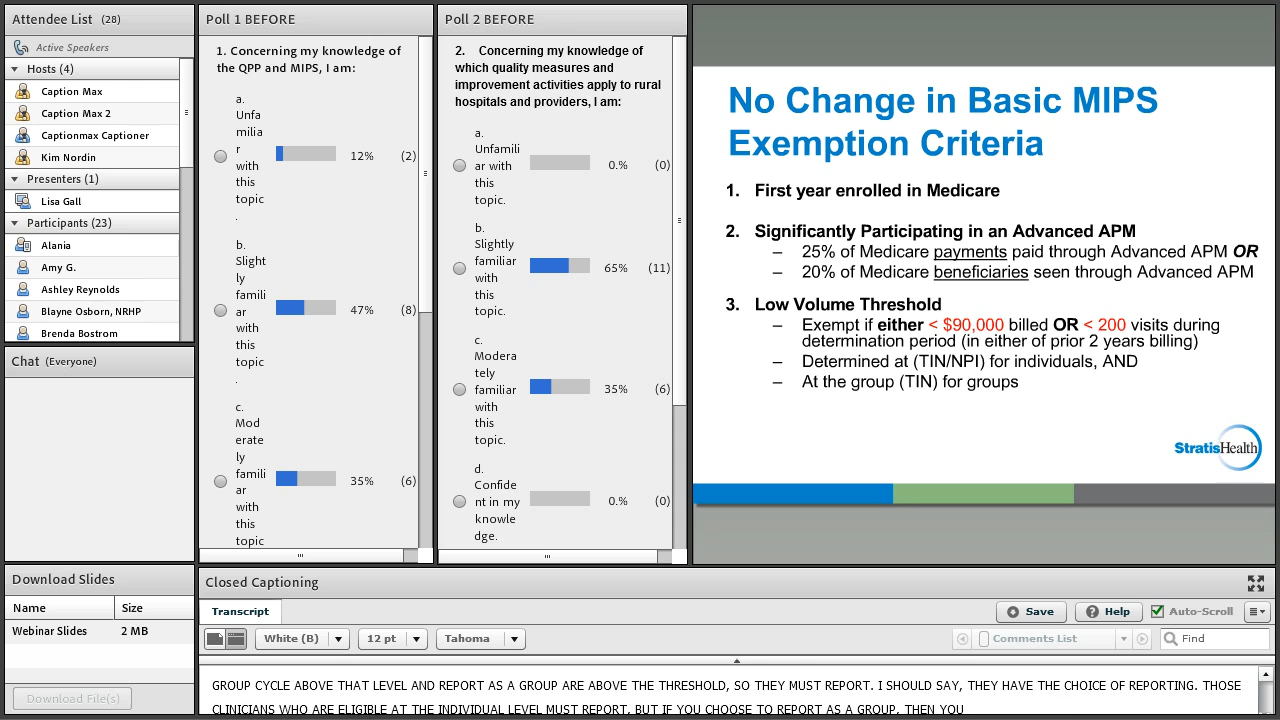 Attendee List (28)
Active Speakers
Hosts (4)
Caption Max
Caption Max 2
Captionmax Captioner
Kim Nordin
Presenters (1)
Lisa Gall
Participants (23)
Alania
Amy G.
Ashley Reynolds
Blayne Osborn, NRHP
Brenda Bostrom
Chat (Everyone)
Download Slides
Name Size
Webinar Slides 2 MB
Download File(s)
Poll 1 BEFORE
1. Concerning my knowledge of
the QPP and MIPS, I am:
a.
Unfa
milia
r
with
this
topic
.
12% (2)
b.
Slight
ly
famili
ar
with
this
topic
.
47% (8)
c.
Mod
erate
ly
famili
ar
with
this
topic
35% (6)
Poll 2 BEFORE
2. Concerning my knowledge of
which quality measures and
improvement activities apply to rural
hospitals and providers, I am:
a.
Unfamili
ar with
this
topic.
0.% (0)
b.
Slightly
familiar
with
this
topic.
65% (11)
c.
Modera
tely
familiar
with
this
topic.
35% (6)
d.
Confide
nt in my
knowle
dge.
0.% (0)
No Change in Basic MIPS
Exemption Criteria
1. First year enrolled in Medicare
2. Significantly Participating in an Advanced APM
– 25% of Medicare payments paid through Advanced APM OR
– 20% of Medicare beneficiaries seen through Advanced APM
3. Low Volume Threshold
– Exempt if either < $90,000 billed OR < 200 visits during
determination period (in either of prior 2 years billing)
– Determined at (TIN/NPI) for individuals, AND
– At the group (TIN) for groups
StratisHealth
Closed Captioning
Transcript
Save
Help
Auto-Scroll
White (B)
12 pt
Tahoma
Comments List
Find
GROUP CYCLE ABOVE THAT LEVEL AND REPORT AS A GROUP ARE ABOVE THE THRESHOLD, SO THEY MUST REPORT. I SHOULD SAY, THEY HAVE THE CHOICE OF REPORTING. THOSE
CLINICIANS WHO ARE ELIGIBLE AT THE INDIVIDUAL LEVEL MUST REPORT, BUT IF YOU CHOOSE TO REPORT AS A GROUP, THEN YOU